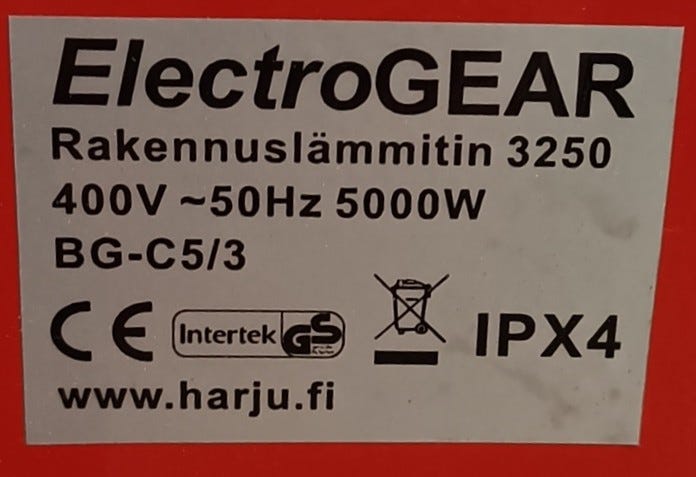 ElectroGEAR
Rakennuslämmitin 3250
400V ~50Hz 5000W
BG-C5/3
CE Intertek GS IPX4
www.harju.fi